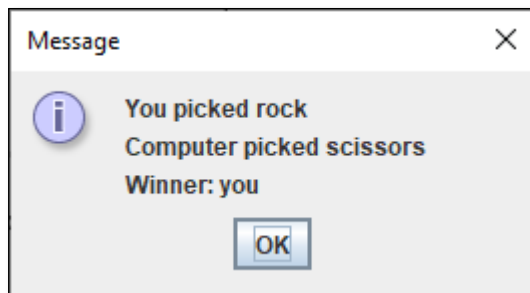 Message
You picked rock
Computer picked scissors
Winner: you
OK